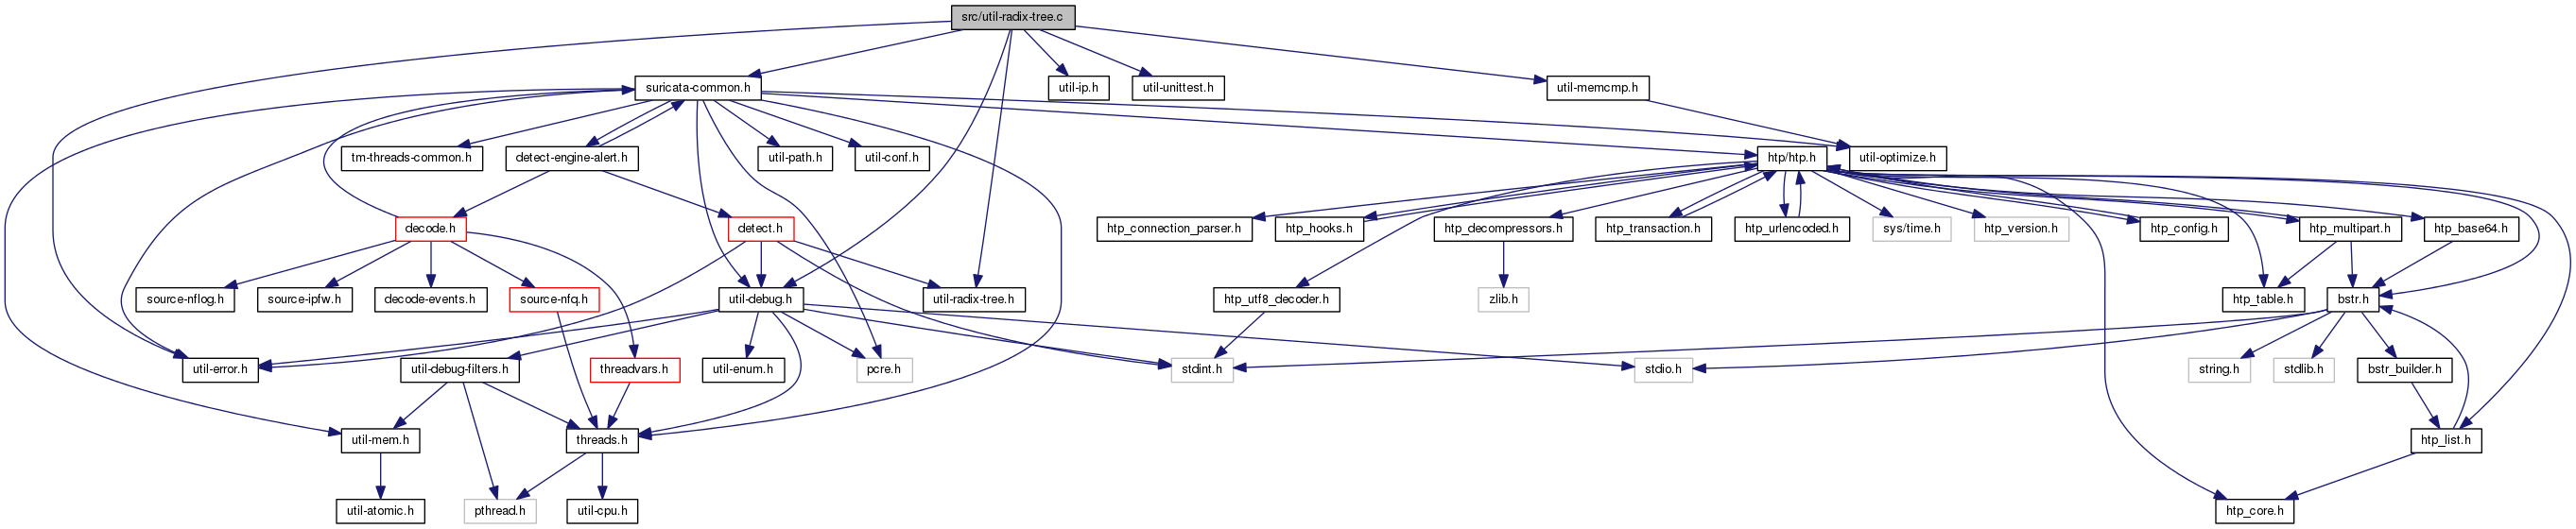 src/util-radix-tree.c
suricata-common.h
util-ip.h
util-unittest.h
util-memcmp.h
tm-threads-common.h
detect-engine-alert.h
util-path.h
util-conf.h
htp/htp.h
util-optimize.h
decode.h
detect.h
htp_connection_parser.h
htp_hooks.h
htp_decompressors.h
htp_transaction.h
htp_urlencoded.h
sys/time.h
htp_version.h
htp_config.h
htp_multipart.h
htp_base64.h
source-nflog.h
source-ipfw.h
decode-events.h
source-nfq.h
util-debug.h
util-radix-tree.h
htp_utf8_decoder.h
zlib.h
htp_table.h
bstr.h
util-error.h
util-debug-filters.h
threadvars.h
util-enum.h
pcre.h
stdint.h
stdio.h
string.h
stdlib.h
bstr_builder.h
util-mem.h
threads.h
htp_list.h
util-atomic.h
pthread.h
util-cpu.h
htp_core.h